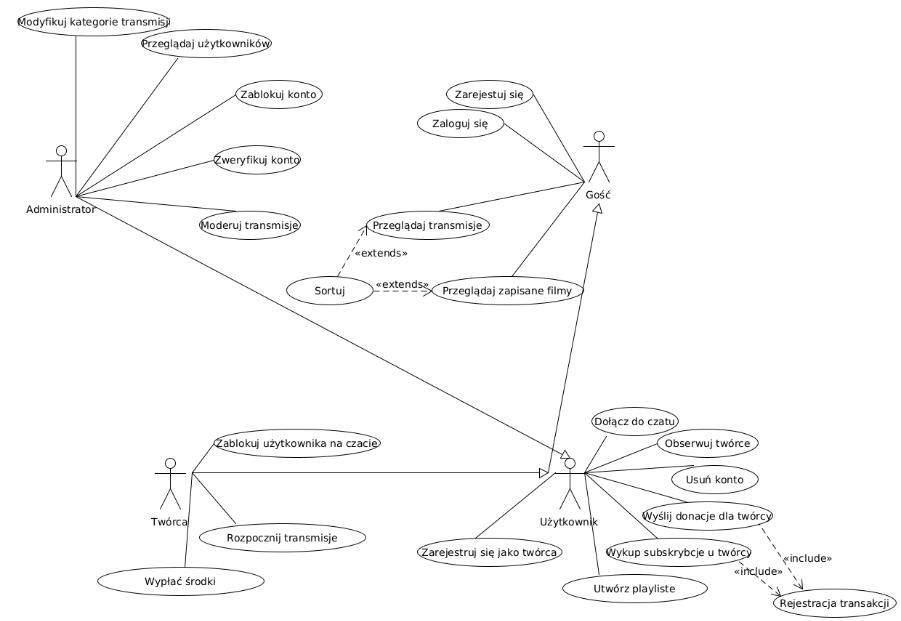 Modyfikuj kategorie transmisji
Przeglądaj użytkowników
Zablokuj konto
Zarejestuj się
Zaloguj się
Zweryfikuj konto
Gość
Administrator
Moderuj transmisje
Przeglądaj transmisje
«extends»
«extends»
Sortuj
Przeglądaj zapisane filmy
Dołącz do czatu
Zablokuj użytkownika na czacie
Obserwuj twórce
Usuń konto
Wyślij donacje dla twórcy
Twórca
Użytkownik
Rozpocznij transmisje
Zarejestruj się jako twórca
Wykup subskrybcje u twórcy
«include»
«include»
Wypłać środki
Utwórz playliste
Rejestracja transakcji